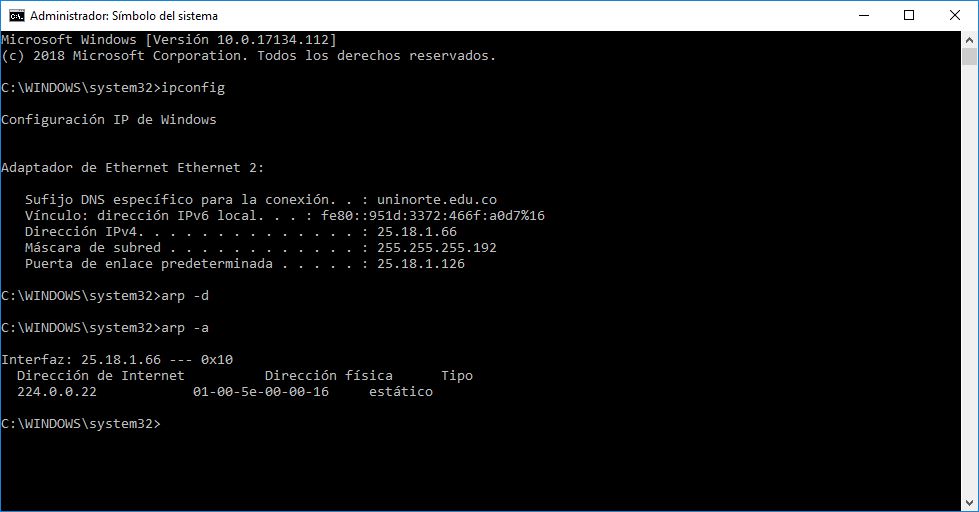 Administrador: Símbolo del sistema
Microsoft Windows [Versión 10.0.17134.112]
(c) 2018 Microsoft Corporation. Todos los derechos reservados.
C:\WINDOWS\system32>ipconfig
Configuración IP de Windows
Adaptador de Ethernet Ethernet 2:
   Sufijo DNS específico para la conexión. . : uninorte.edu.co
   Vínculo: dirección IPv6 local. . . : fe80::951d:3372:466f:a0d7%16
   Dirección IPv4. . . . . . . . . . . . . . : 25.18.1.66
   Máscara de subred . . . . . . . . . . . . : 255.255.255.192
   Puerta de enlace predeterminada . . . . . : 25.18.1.126
C:\WINDOWS\system32>arp -d
C:\WINDOWS\system32>arp -a
Interfaz: 25.18.1.66 --- 0x10
  Dirección de Internet          Dirección física      Tipo
  224.0.0.22            01-00-5e-00-00-16     estático
C:\WINDOWS\system32>